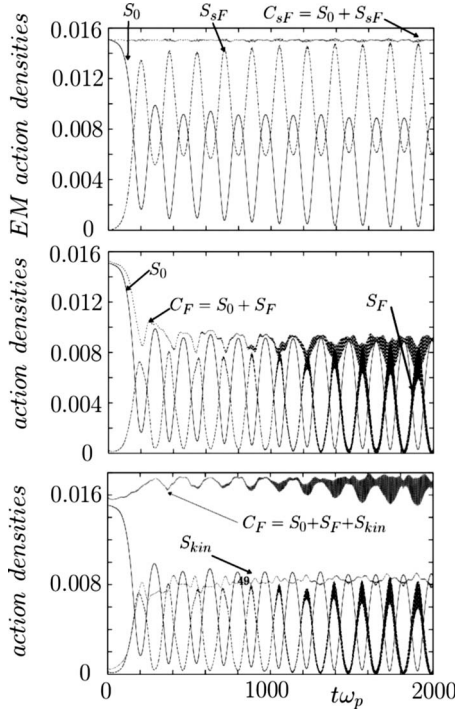 S_0 S_{sF} C_{sF} = S_0 + S_{sF}
EM action densities
0.016
0.012
0.008
0.004
0
S_0
C_F = S_0 + S_F
S_F
action densities
0.016
0.012
0.008
0.004
0
C_F = S_0+S_F+S_{kin}
S_{kin}
49
action densities
0.016
0.008
0
0 1000 2000
tω_p